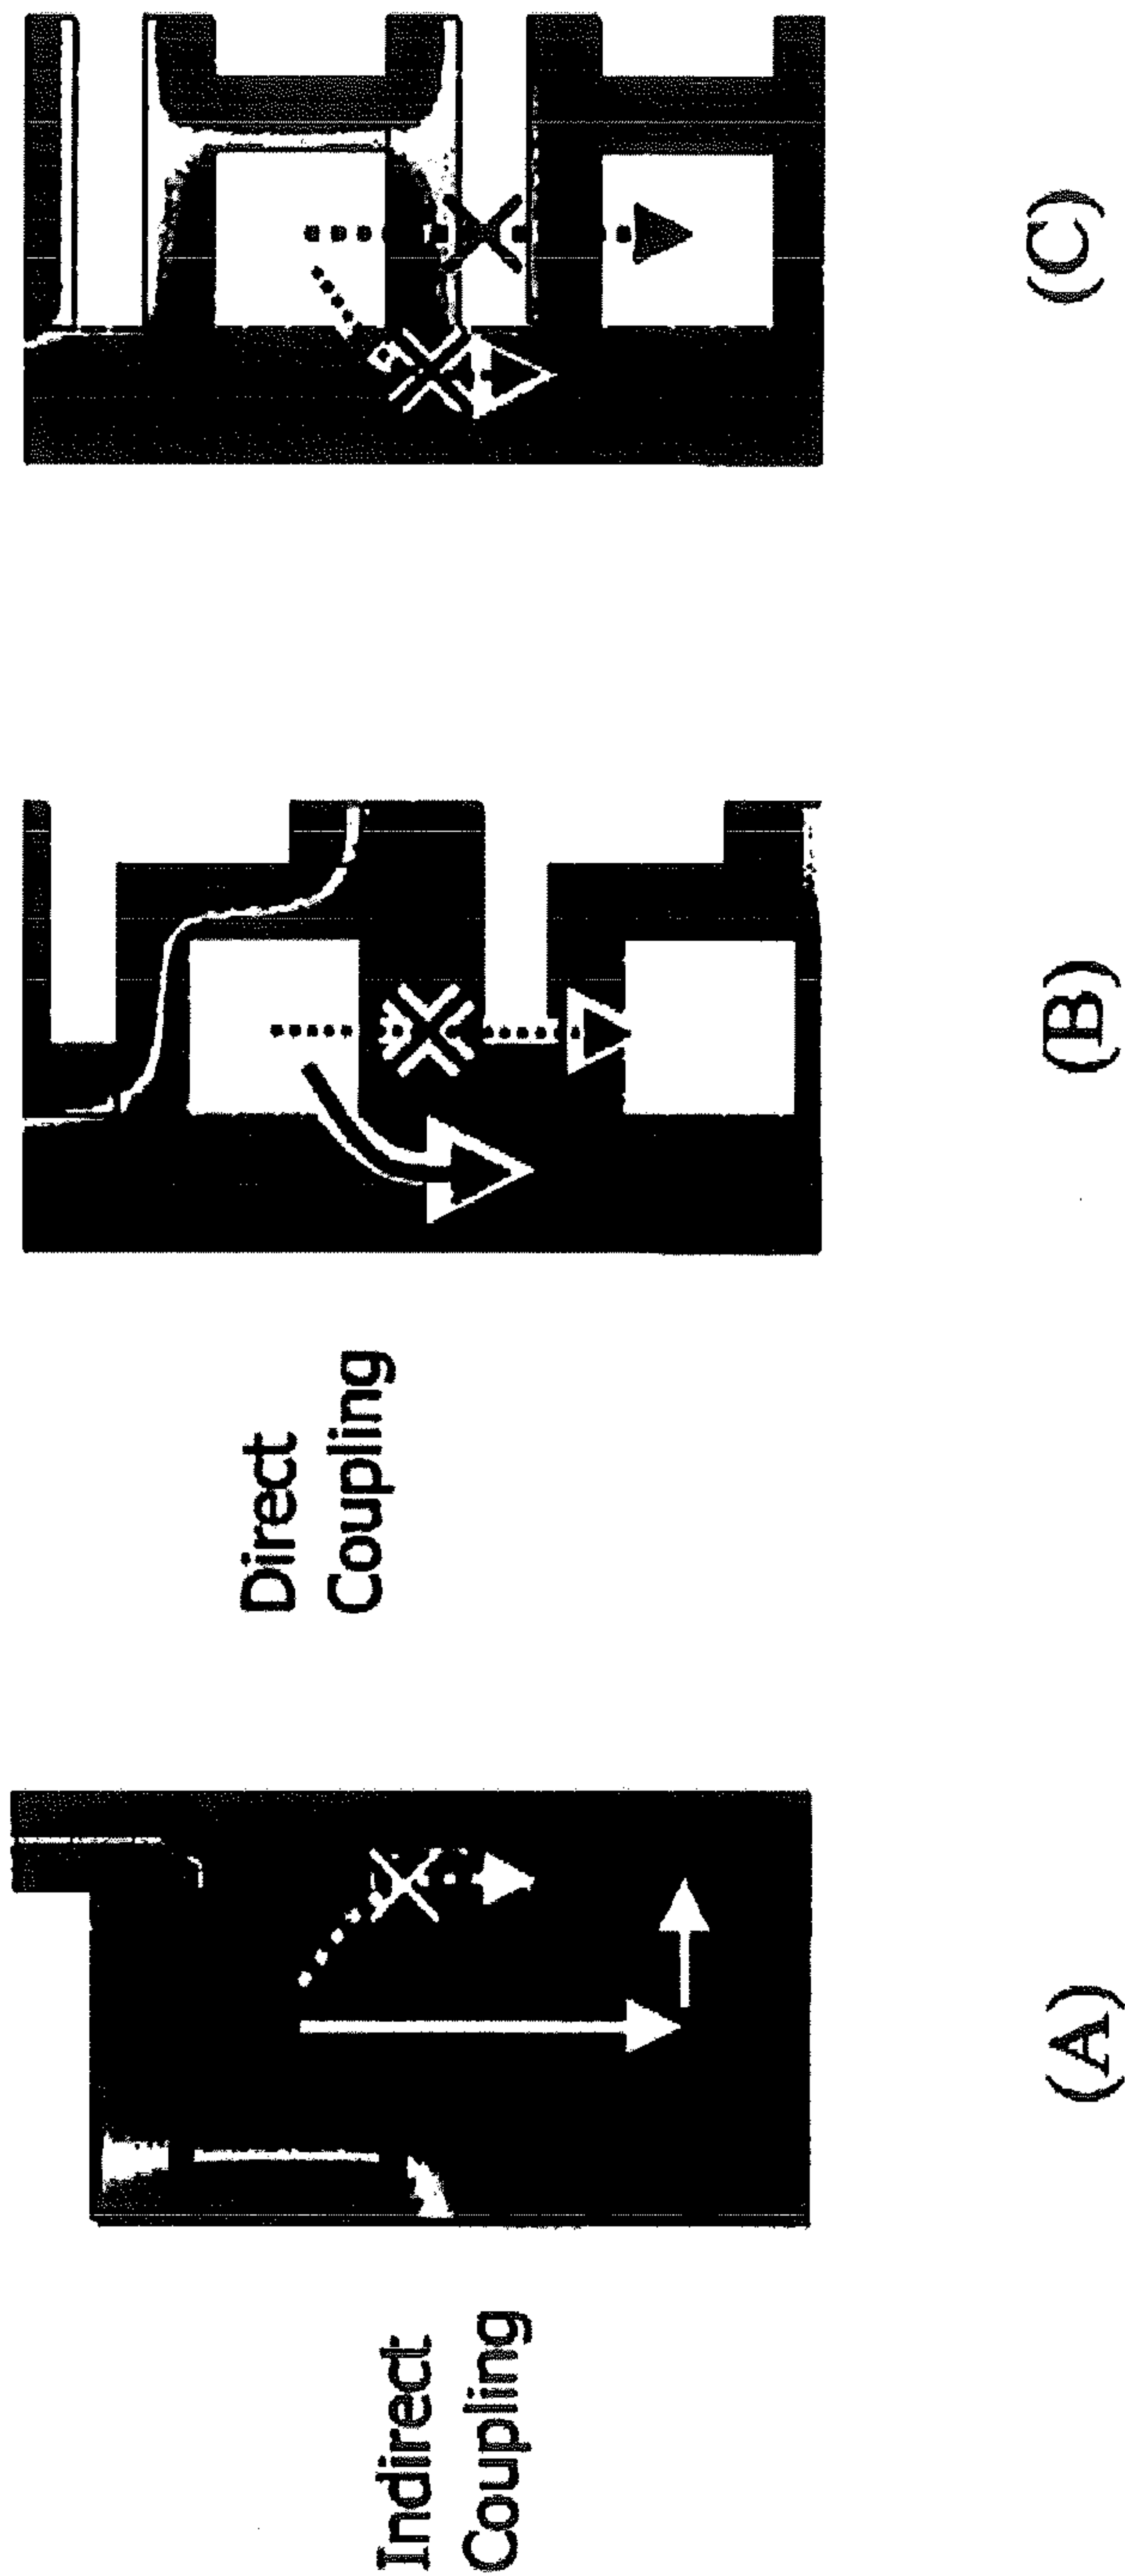 Indirect
Coupling
(A)
Direct
Coupling
(B)
(C)